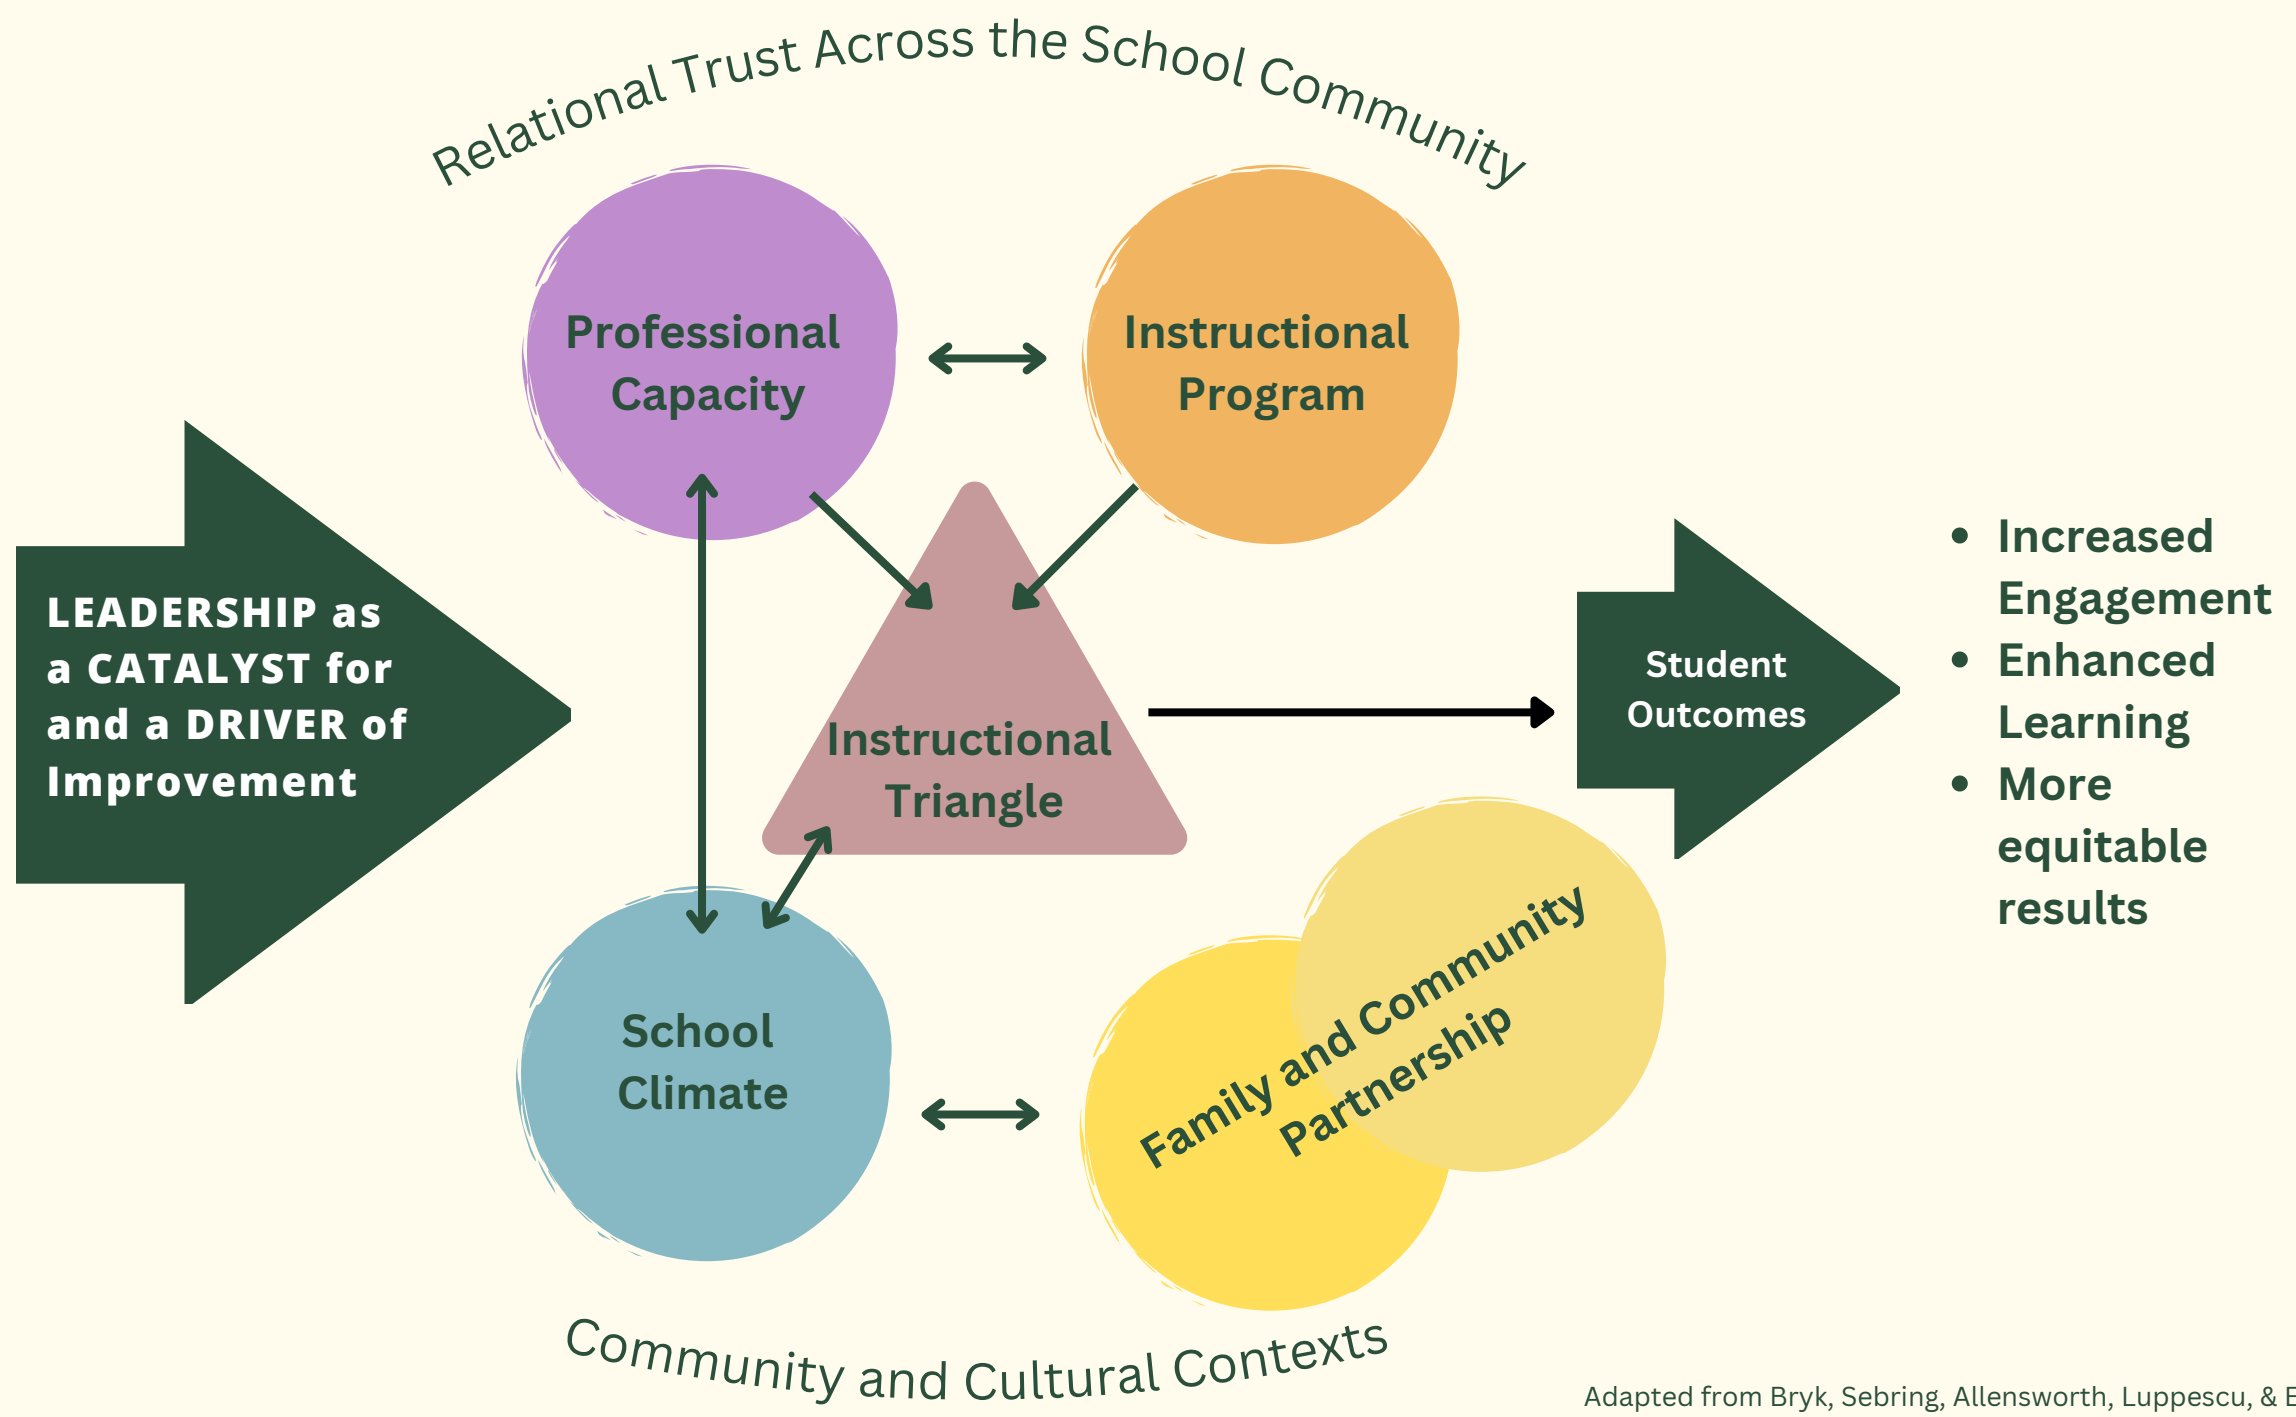 Relational Trust Across the School Community
Professional
Capacity
Instructional
Program
LEADERSHIP as
a CATALYST for
and a DRIVER of
Improvement
Instructional
Triangle
Student
Outcomes
• Increased
Engagement
• Enhanced
Learning
• More
equitable
results
School
Climate
Family and Community
Partnership
Community and Cultural Contexts
Adapted from Bryk, Sebring, Allensworth, Luppescu, &